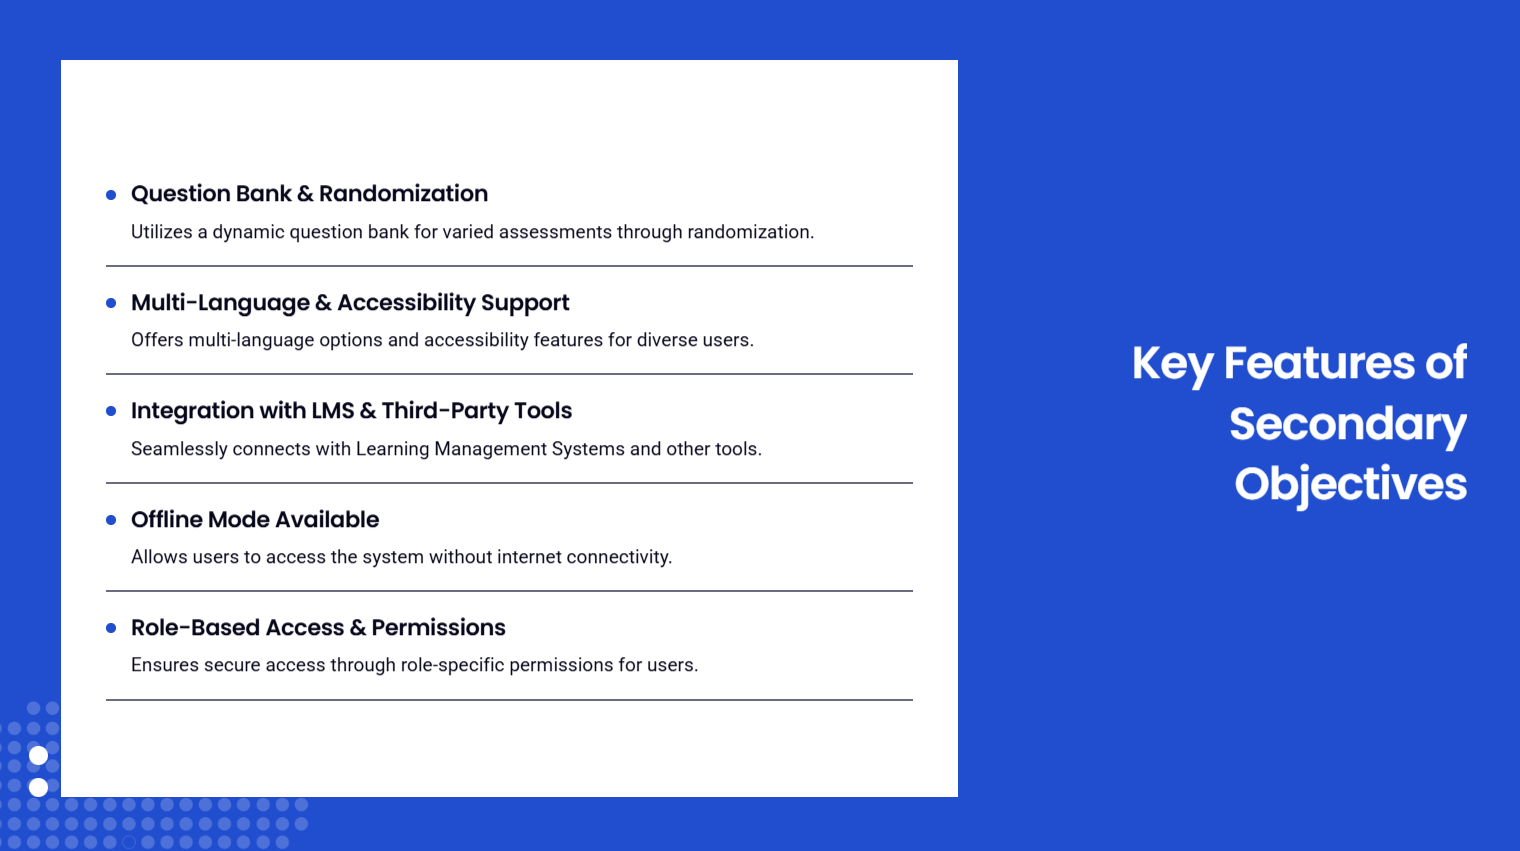 Question Bank & Randomization
Utilizes a dynamic question bank for varied assessments through randomization.
Multi-Language & Accessibility Support
Offers multi-language options and accessibility features for diverse users.
Integration with LMS & Third-Party Tools
Seamlessly connects with Learning Management Systems and other tools.
Offline Mode Available
Allows users to access the system without internet connectivity.
Role-Based Access & Permissions
Ensures secure access through role-specific permissions for users.
Key Features of
Secondary
Objectives